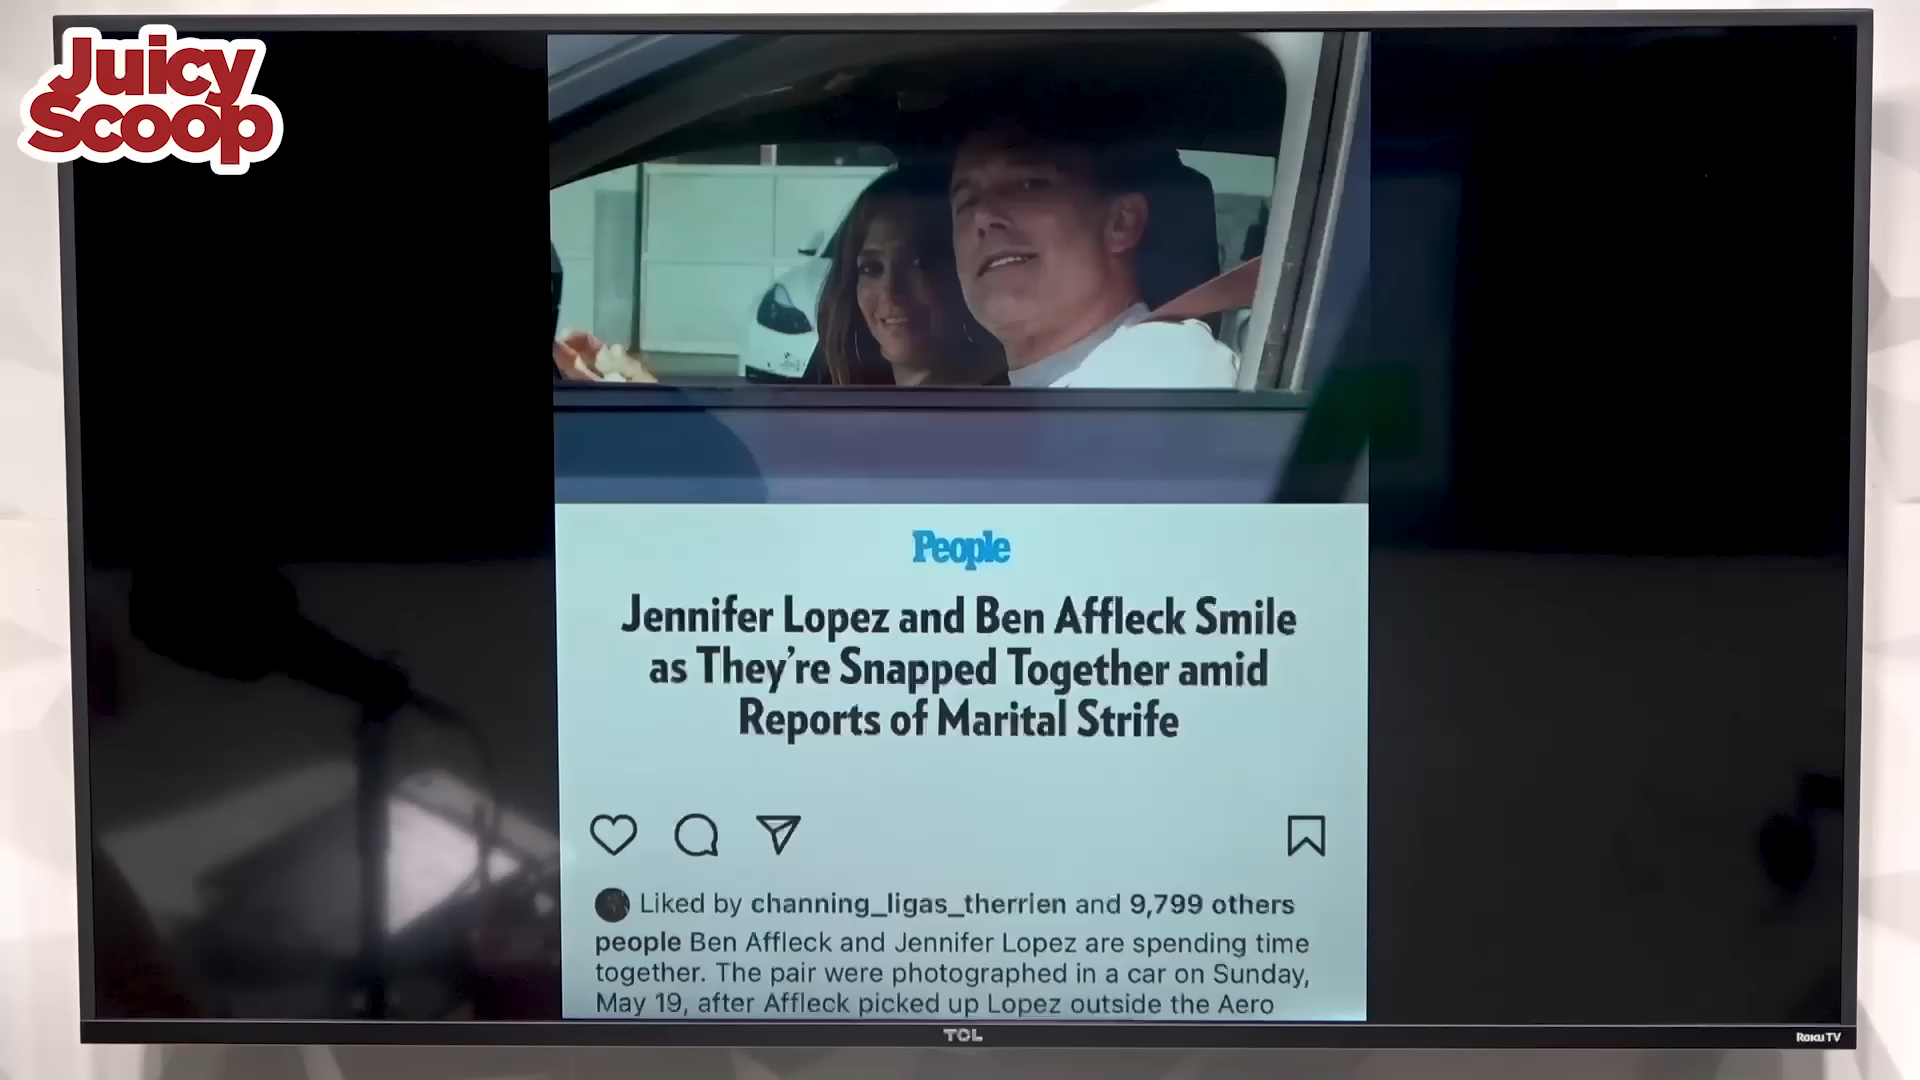 Juicy
Scoop
People
Jennifer Lopez and Ben Affleck Smile
as They're Snapped Together amid
Reports of Marital Strife
Liked by channing_ligas_therrien and 9,799 others
people Ben Affleck and Jennifer Lopez are spending time
together. The pair were photographed in a car on Sunday,
May 19, after Affleck picked up Lopez outside the Aero
TCL
Roku TV